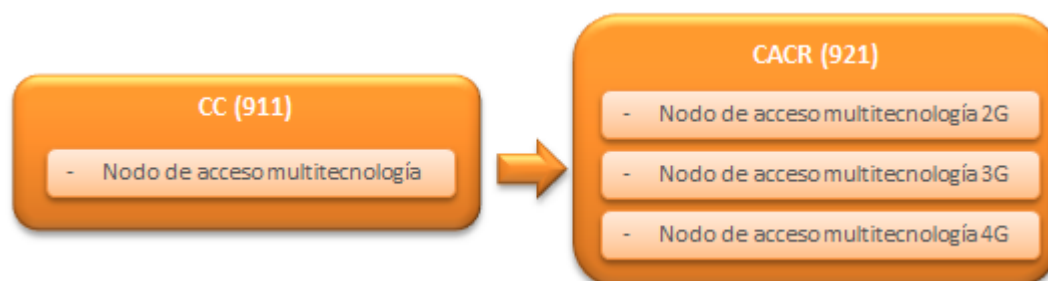 CC (911)
- Nodo de acceso multitecnología
CACR (921)
- Nodo de acceso multitecnología 2G
- Nodo de acceso multitecnología 3G
- Nodo de acceso multitecnología 4G